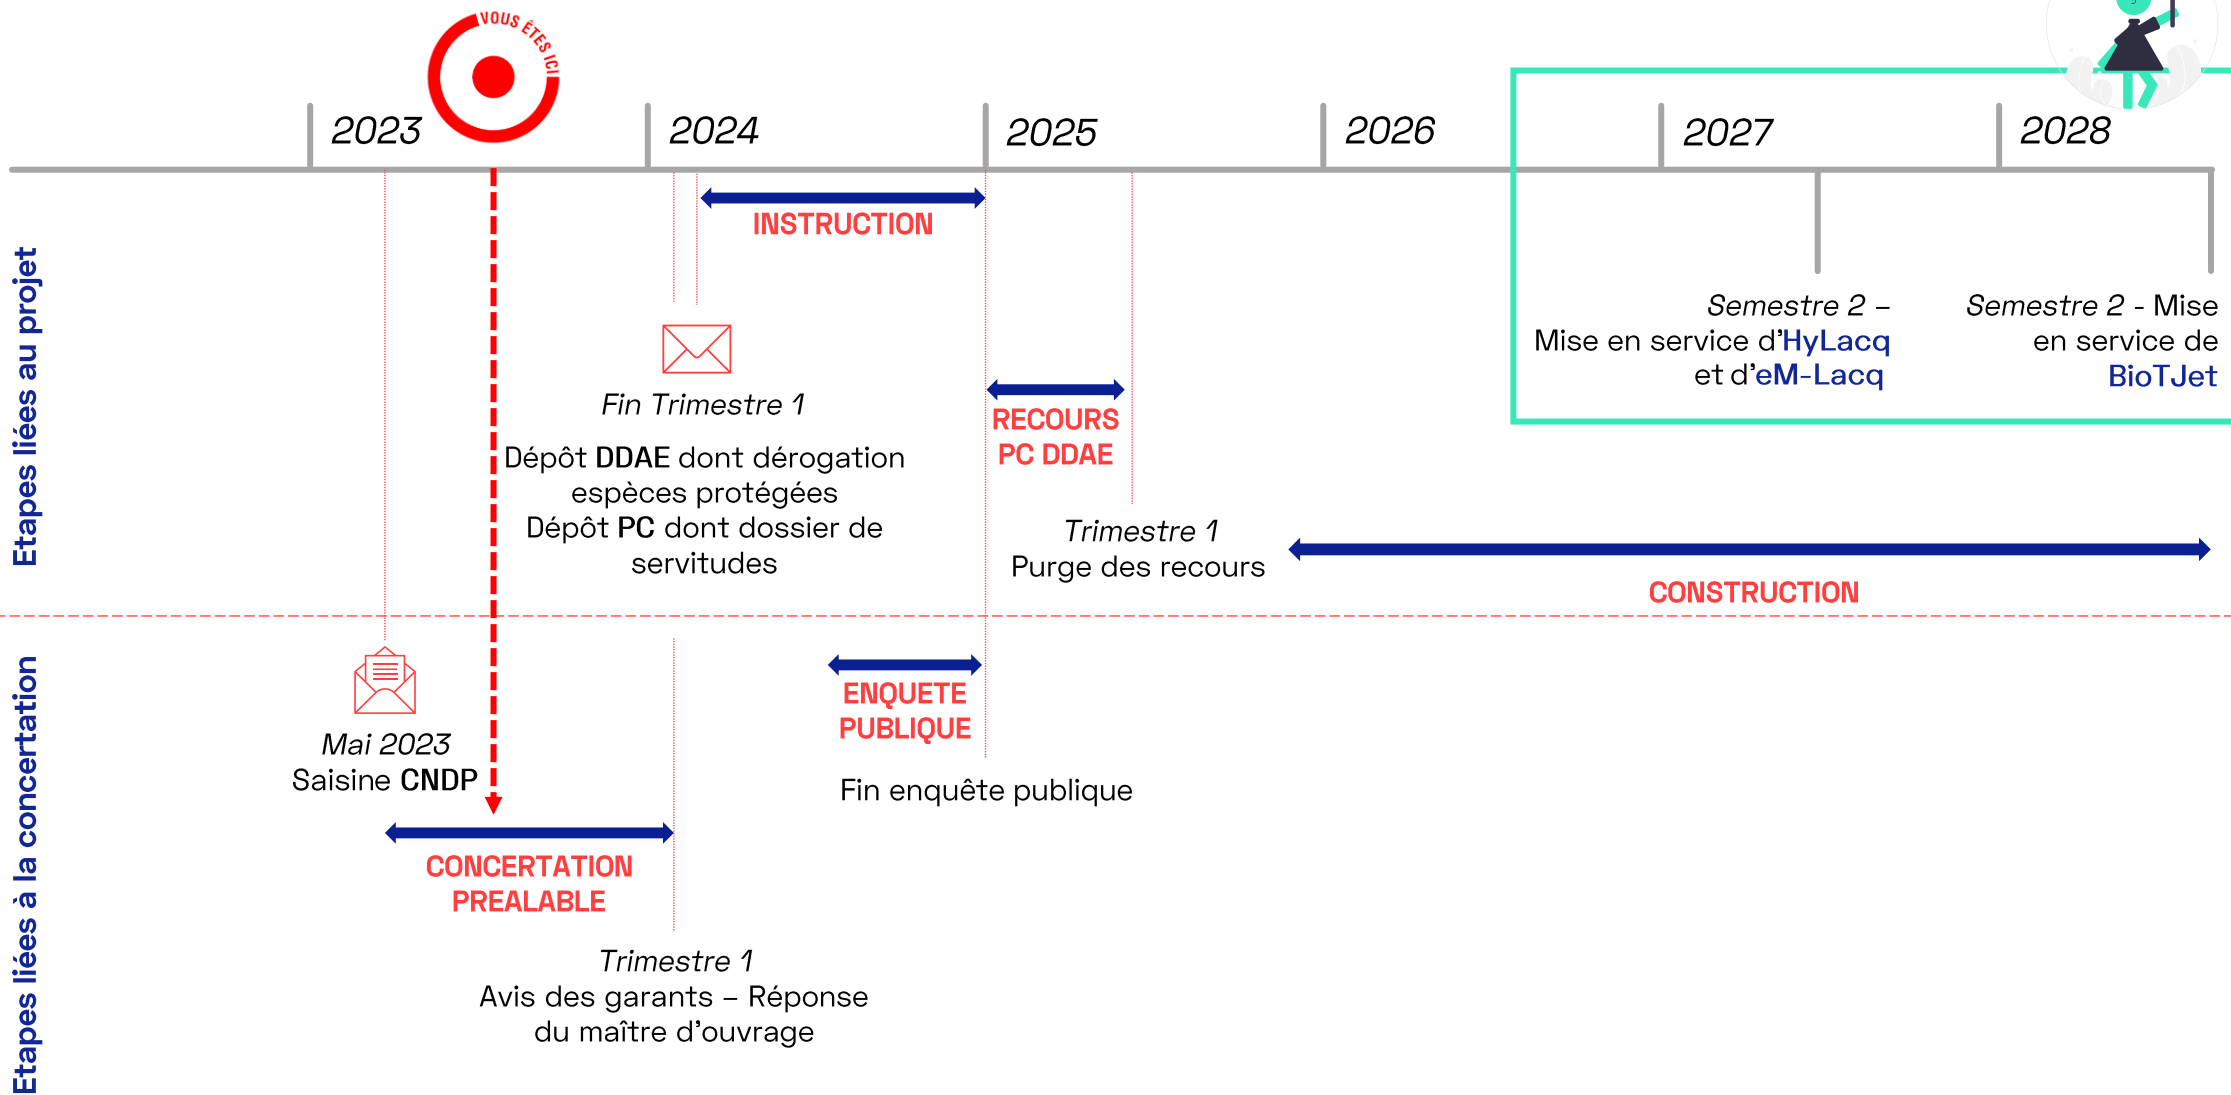 VOUS ÊTES ICI
2023
2024
2025
2026
2027
2028
Etapes liées au projet
INSTRUCTION
Fin Trimestre 1
Dépôt DDAE dont dérogation
espèces protégées
Dépôt PC dont dossier de
servitudes
RECOURS
PC DDAE
Trimestre 1
Purge des recours
Semestre 2 –
Mise en service d'HyLacq
et d'eM-Lacq
Semestre 2 - Mise
en service de
BioTJet
CONSTRUCTION
Etapes liées à la concertation
Mai 2023
Saisine CNDP
CONCERTATION
PREALABLE
Trimestre 1
Avis des garants – Réponse
du maître d'ouvrage
ENQUETE
PUBLIQUE
Fin enquête publique